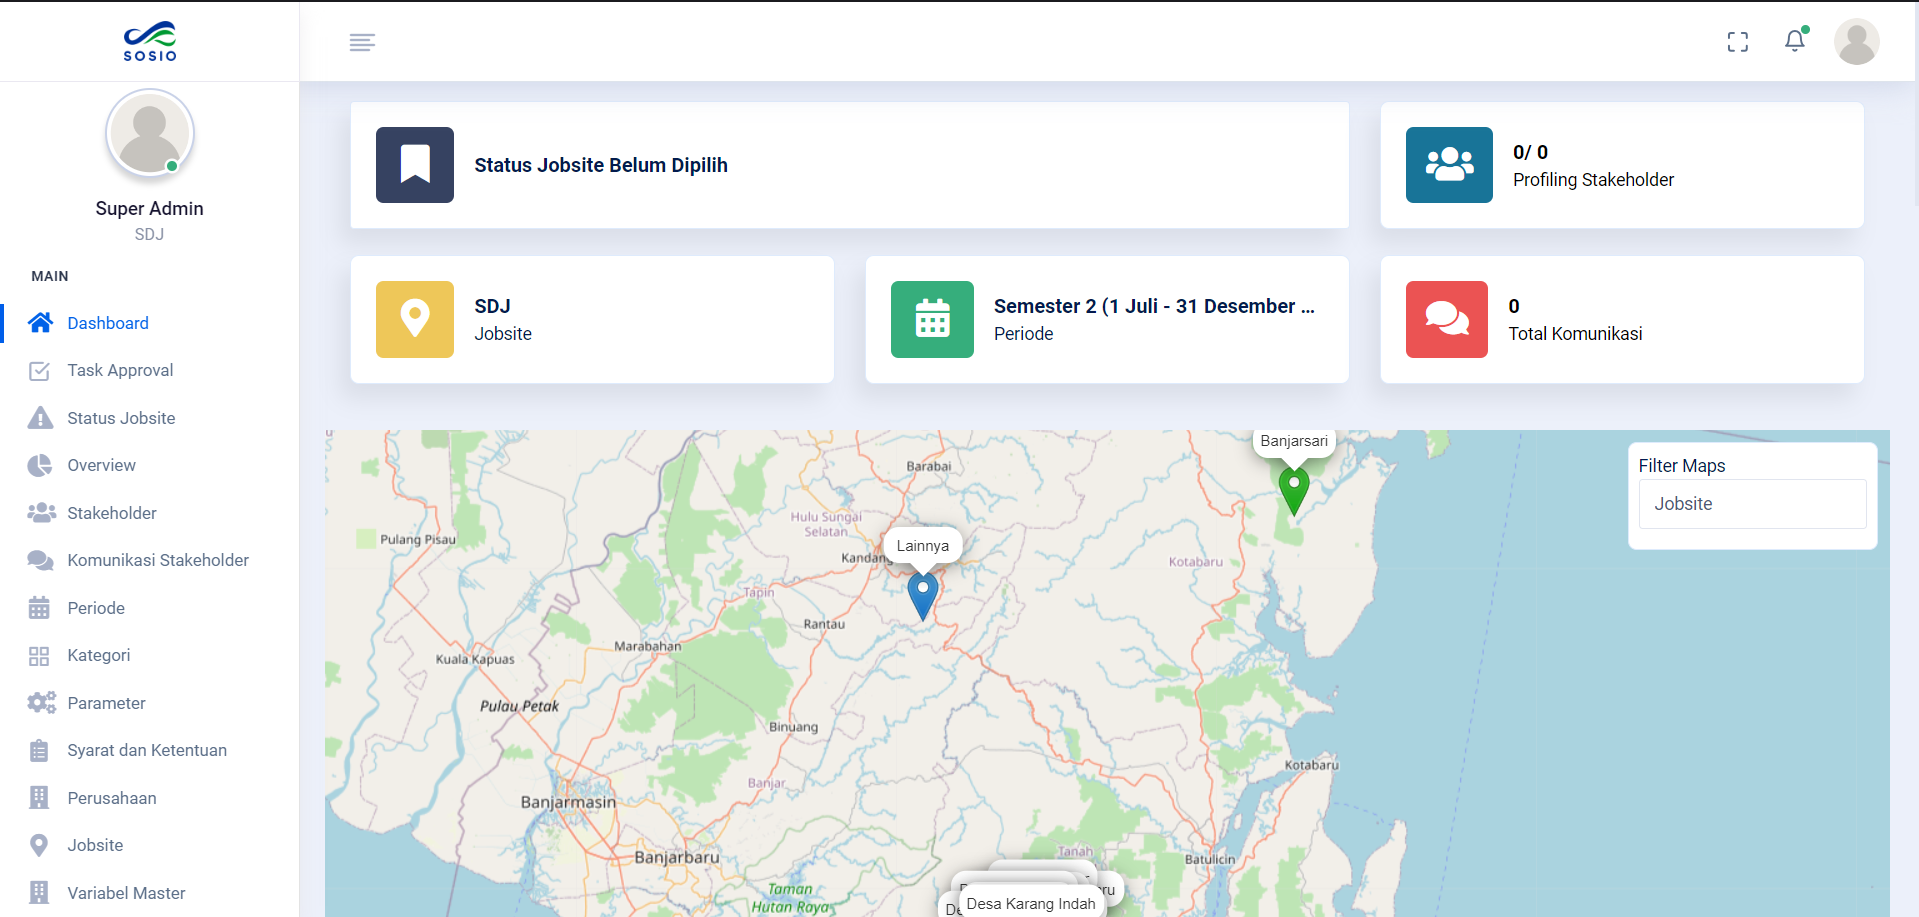 SOSIO
Super Admin
SDJ
MAIN
Dashboard
Task Approval
Status Jobsite
Overview
Stakeholder
Komunikasi Stakeholder
Periode
Kategori
Parameter
Syarat dan Ketentuan
Perusahaan
Jobsite
Variabel Master
Status Jobsite Belum Dipilih
0/ 0
Profiling Stakeholder
SDJ
Jobsite
Semester 2 (1 Juli - 31 Desember ...
Periode
0
Total Komunikasi
Filter Maps
Jobsite
Banjarsari
Barabai
Hulu Sungai
Selatan
Pulang Pisau
Lainnya
Kotabaru
Tapin
Rantau
Marabahan
Kuala Kapuas
Pulau Petak
Binuang
Kotabaru
Banjar
Banjarmasin
Banjarbaru
Tanah
Batulicin
Taman
Hutan Raya
Desa Karang Indah